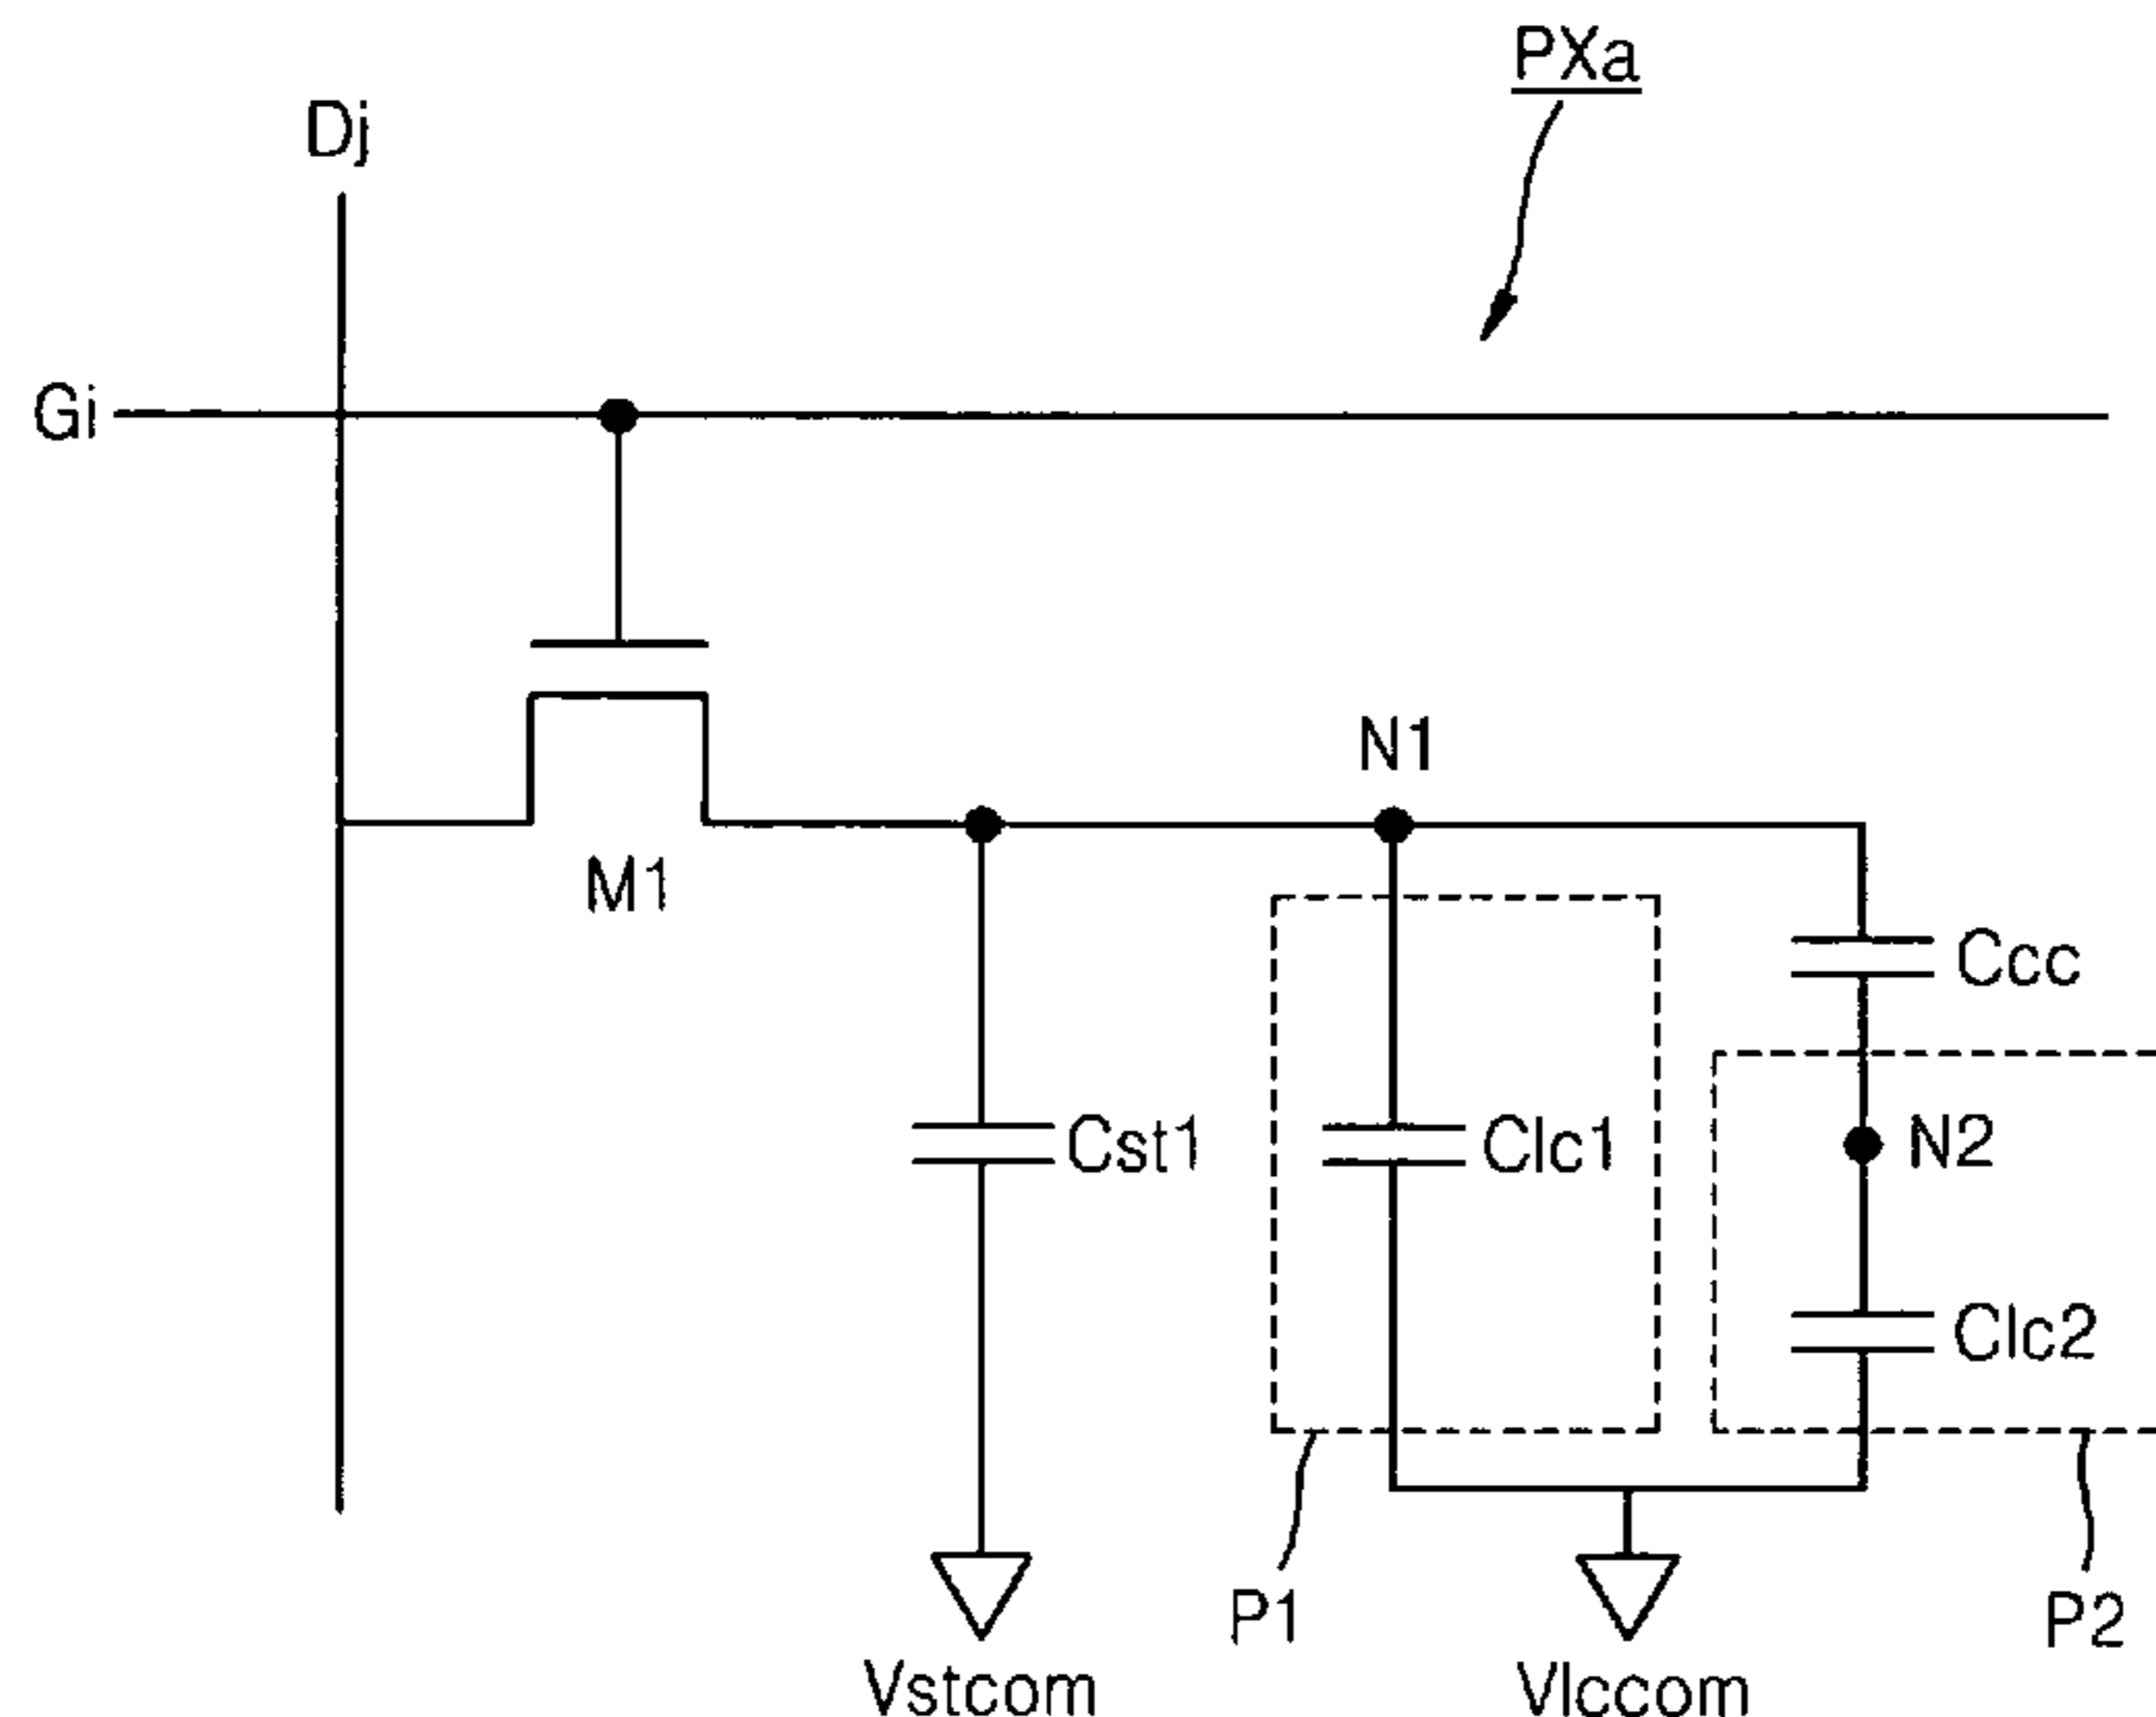 PXa
Dj
Gi
N1
M1
Ccc
Cst1
Clc1
N2
Clc2
P1
P2
Vstcom
Vlccom